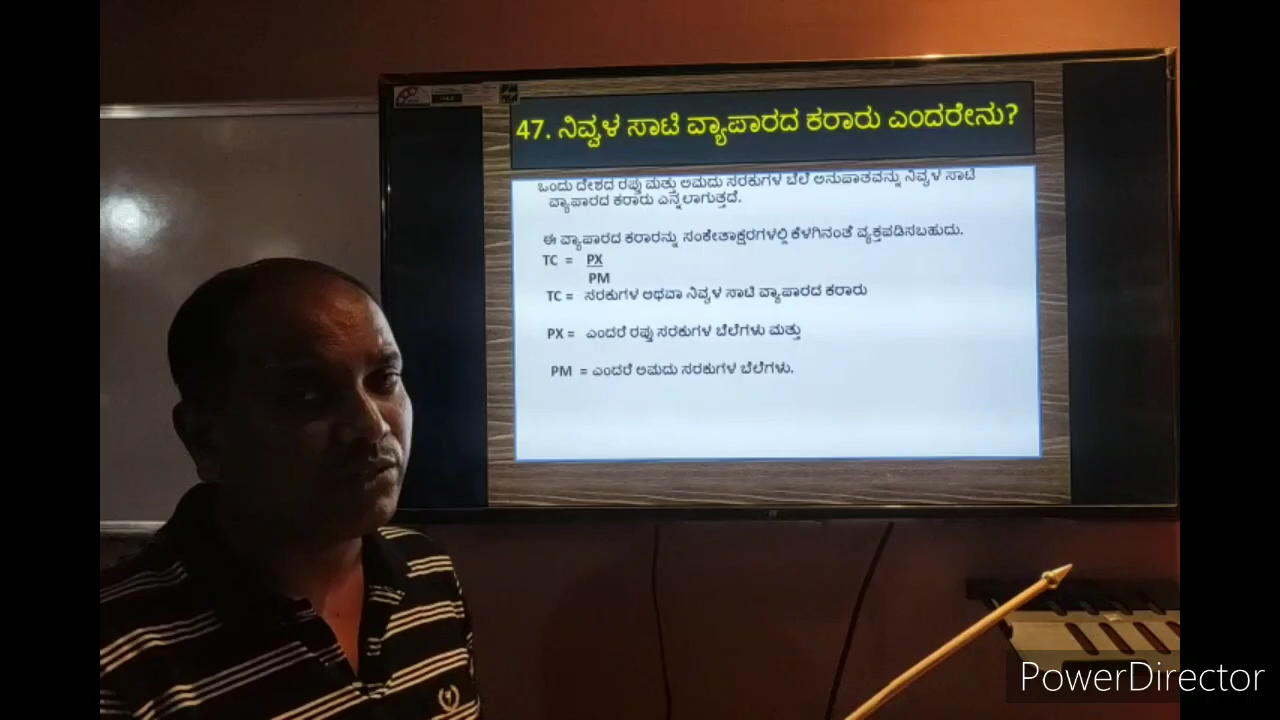 47. ನಿವ್ವಳ ಸಾಟಿ ವ್ಯಾಪಾರದ ಕರಾರು ಎಂದರೇನು?
ಒಂದು ದೇಶದ ರಫ್ತು ಮತ್ತು ಅಮದು ಸರಕುಗಳ ಬೆಲೆ ಅನುಪಾತವನ್ನು ನಿವ್ವಳ ಸಾಟಿ
ವ್ಯಾಪಾರದ ಕರಾರು ಎನ್ನಲಾಗುತ್ತದೆ.
ಈ ವ್ಯಾಪಾರದ ಕರಾರನ್ನು ಸಂಕೇತಾಕ್ಷರಗಳಲ್ಲಿ ಕೆಳಗಿನಂತೆ ವ್ಯಕ್ತಪಡಿಸಬಹುದು.
TC = PX
PM
TC = ಸರಕುಗಳ ಅಥವಾ ನಿವ್ವಳ ಸಾಟಿ ವ್ಯಾಪಾರದ ಕರಾರು
PX = ಎಂದರೆ ರಫ್ತು ಸರಕುಗಳ ಬೆಲೆಗಳು ಮತ್ತು
PM = ಎಂದರೆ ಅಮದು ಸರಕುಗಳ ಬೆಲೆಗಳು.
PowerDirector